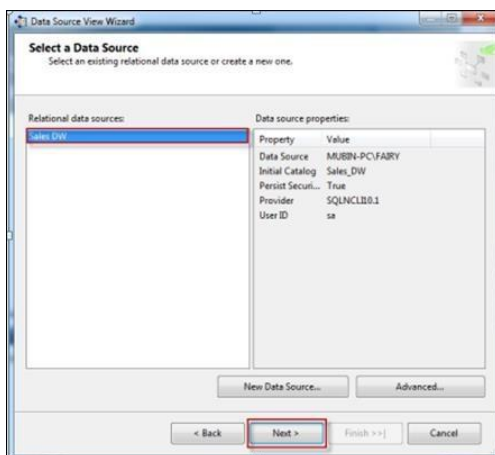 Data Source View Wizard
Select a Data Source
Select an existing relational data source or create a new one.
Relational data sources:
Sales DW
Data source properties:
Property Value
Data Source MUBIN-PC\FAIRY
Initial Catalog Sales_DW
Persist Securi... True
Provider SQLNCLI10.1
User ID sa
New Data Source...
Advanced...
< Back
Next >
Finish >>|
Cancel